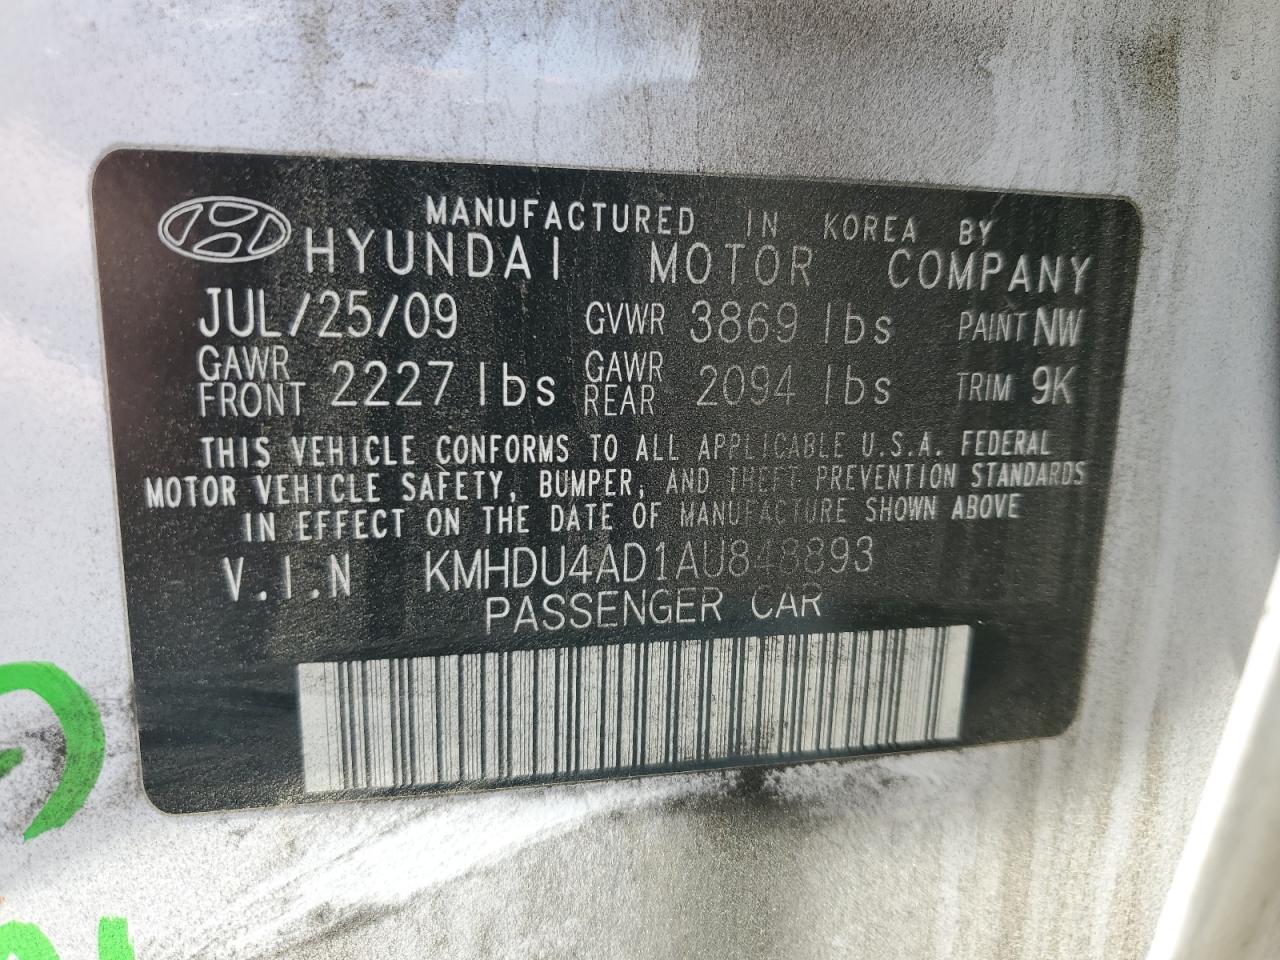 MANUFACTURED IN KOREA BY
HYUNDAI MOTOR COMPANY
JUL/25/09 GVWR 3869 lbs PAINT NW
GAWR FRONT 2227 lbs GAWR REAR 2094 lbs TRIM 9K
THIS VEHICLE CONFORMS TO ALL APPLICABLE U.S.A. FEDERAL
MOTOR VEHICLE SAFETY, BUMPER, AND THEFT PREVENTION STANDARDS
IN EFFECT ON THE DATE OF MANUFACTURE SHOWN ABOVE
V.I.N KMHDU4AD1AU848893
PASSENGER CAR